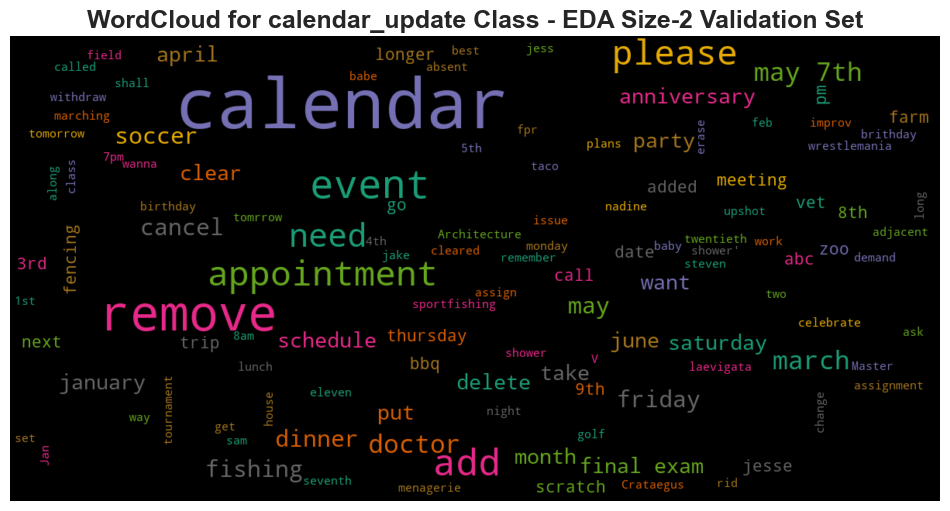 WordCloud for calendar_update Class - EDA Size-2 Validation Set
field
april
longer
best
jess
please
called
shall
babe
absent
may 7th
withdraw
calendar
anniversary
pm
marching
improv
farm
tomorrow
soccer
fpr
plans
party
erase
feb
brithday
wrestlemania
7pm
wanna
5th
taco
along
class
clear
event
added
meeting
birthday
go
nadine
upshot
vet
8th
long
cancel
tomrrow
issue
need
4th
Architecture
monday
twentieth
work
adjacent
fencing
jake
cleared
remember
date
baby
shower'
steven
abc
zoo
demand
3rd
appointment
call
want
1st
assign
two
remove
sportfishing
may
celebrate
next
trip
8am
schedule
thursday
june
saturday
ask
lunch
bbq
shower
V
laevigata
march
Master
january
delete
take
9th
assignment
way
tournament
house
eleven
put
night
friday
change
set
Jan
get
sam
dinner
doctor
golf
fishing
add
month
final exam
jesse
seventh
menagerie
scratch
Crataegus
rid